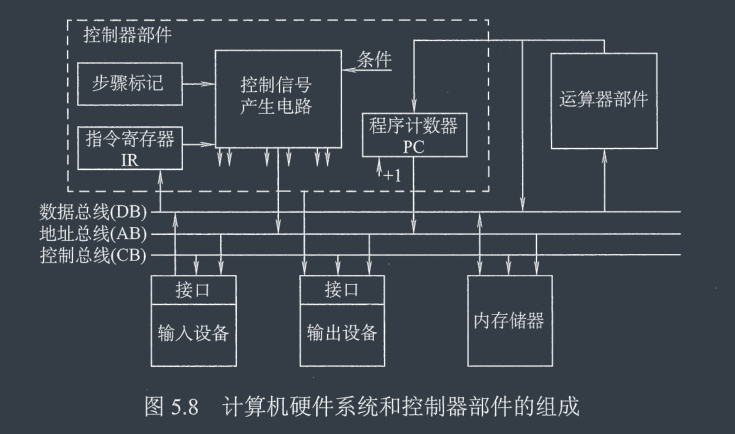 控制器部件
步骤标记
控制信号
产生电路
条件
运算器部件
指令寄存器
IR
程序计数器
PC
+1
数据总线(DB)
地址总线(AB)
控制总线(CB)
接口
输入设备
接口
输出设备
内存储器
图 5.8 计算机硬件系统和控制器部件的组成